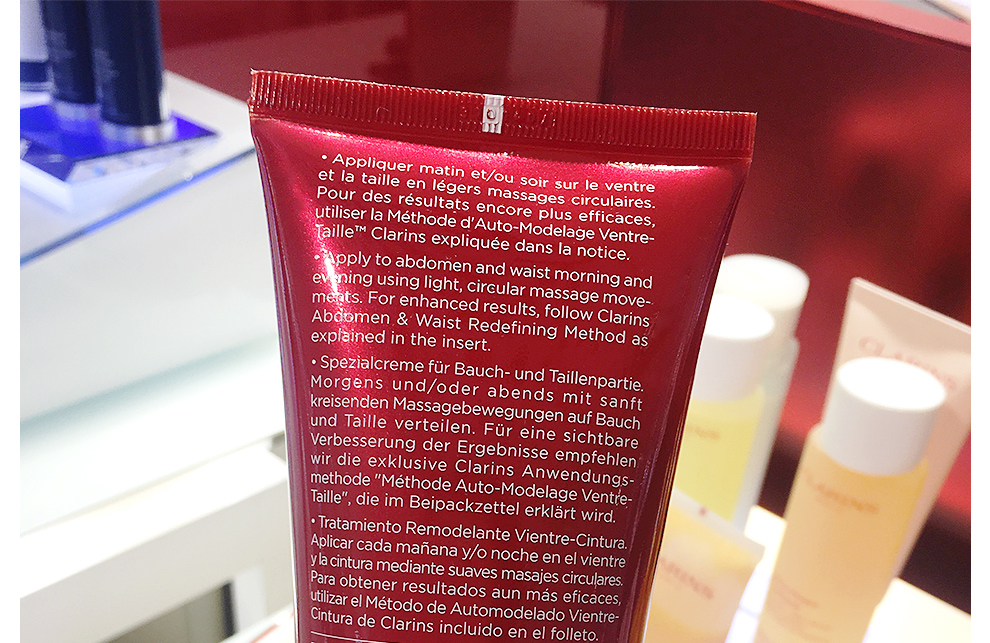 • Appliquer matin et/ou soir sur le ventre
et la taille en légers massages circulaires.
Pour des résultats encore plus efficaces,
utiliser la Méthode d'Auto-Modelage Ventre-
Taille™ Clarins expliquée dans la notice.
• Apply to abdomen and waist morning and
evening using light, circular massage move-
ments. For enhanced results, follow Clarins
Abdomen & Waist Redefining Method as
explained in the insert.
• Spezialcreme für Bauch- und Taillenpartie.
Morgens und/oder abends mit sanft
kreisenden Massagebewegungen auf Bauch
und Taille verteilen. Für eine sichtbare
Verbesserung der Ergebnisse empfehlen
wir die exklusive Clarins Anwendungs-
methode "Méthode Auto-Modelage Ventre-
Taille", die im Beipackzettel erklärt wird.
• Tratamiento Remodelante Vientre-Cintura.
Aplicar cada mañana y/o noche en el vientre
y la cintura mediante suaves masajes circulares.
Para obtener resultados aun más eficaces,
utilizar el Método de Automodelado Vientre-
Cintura de Clarins incluido en el folleto.
CLARINS
CLARINS
CLARINS